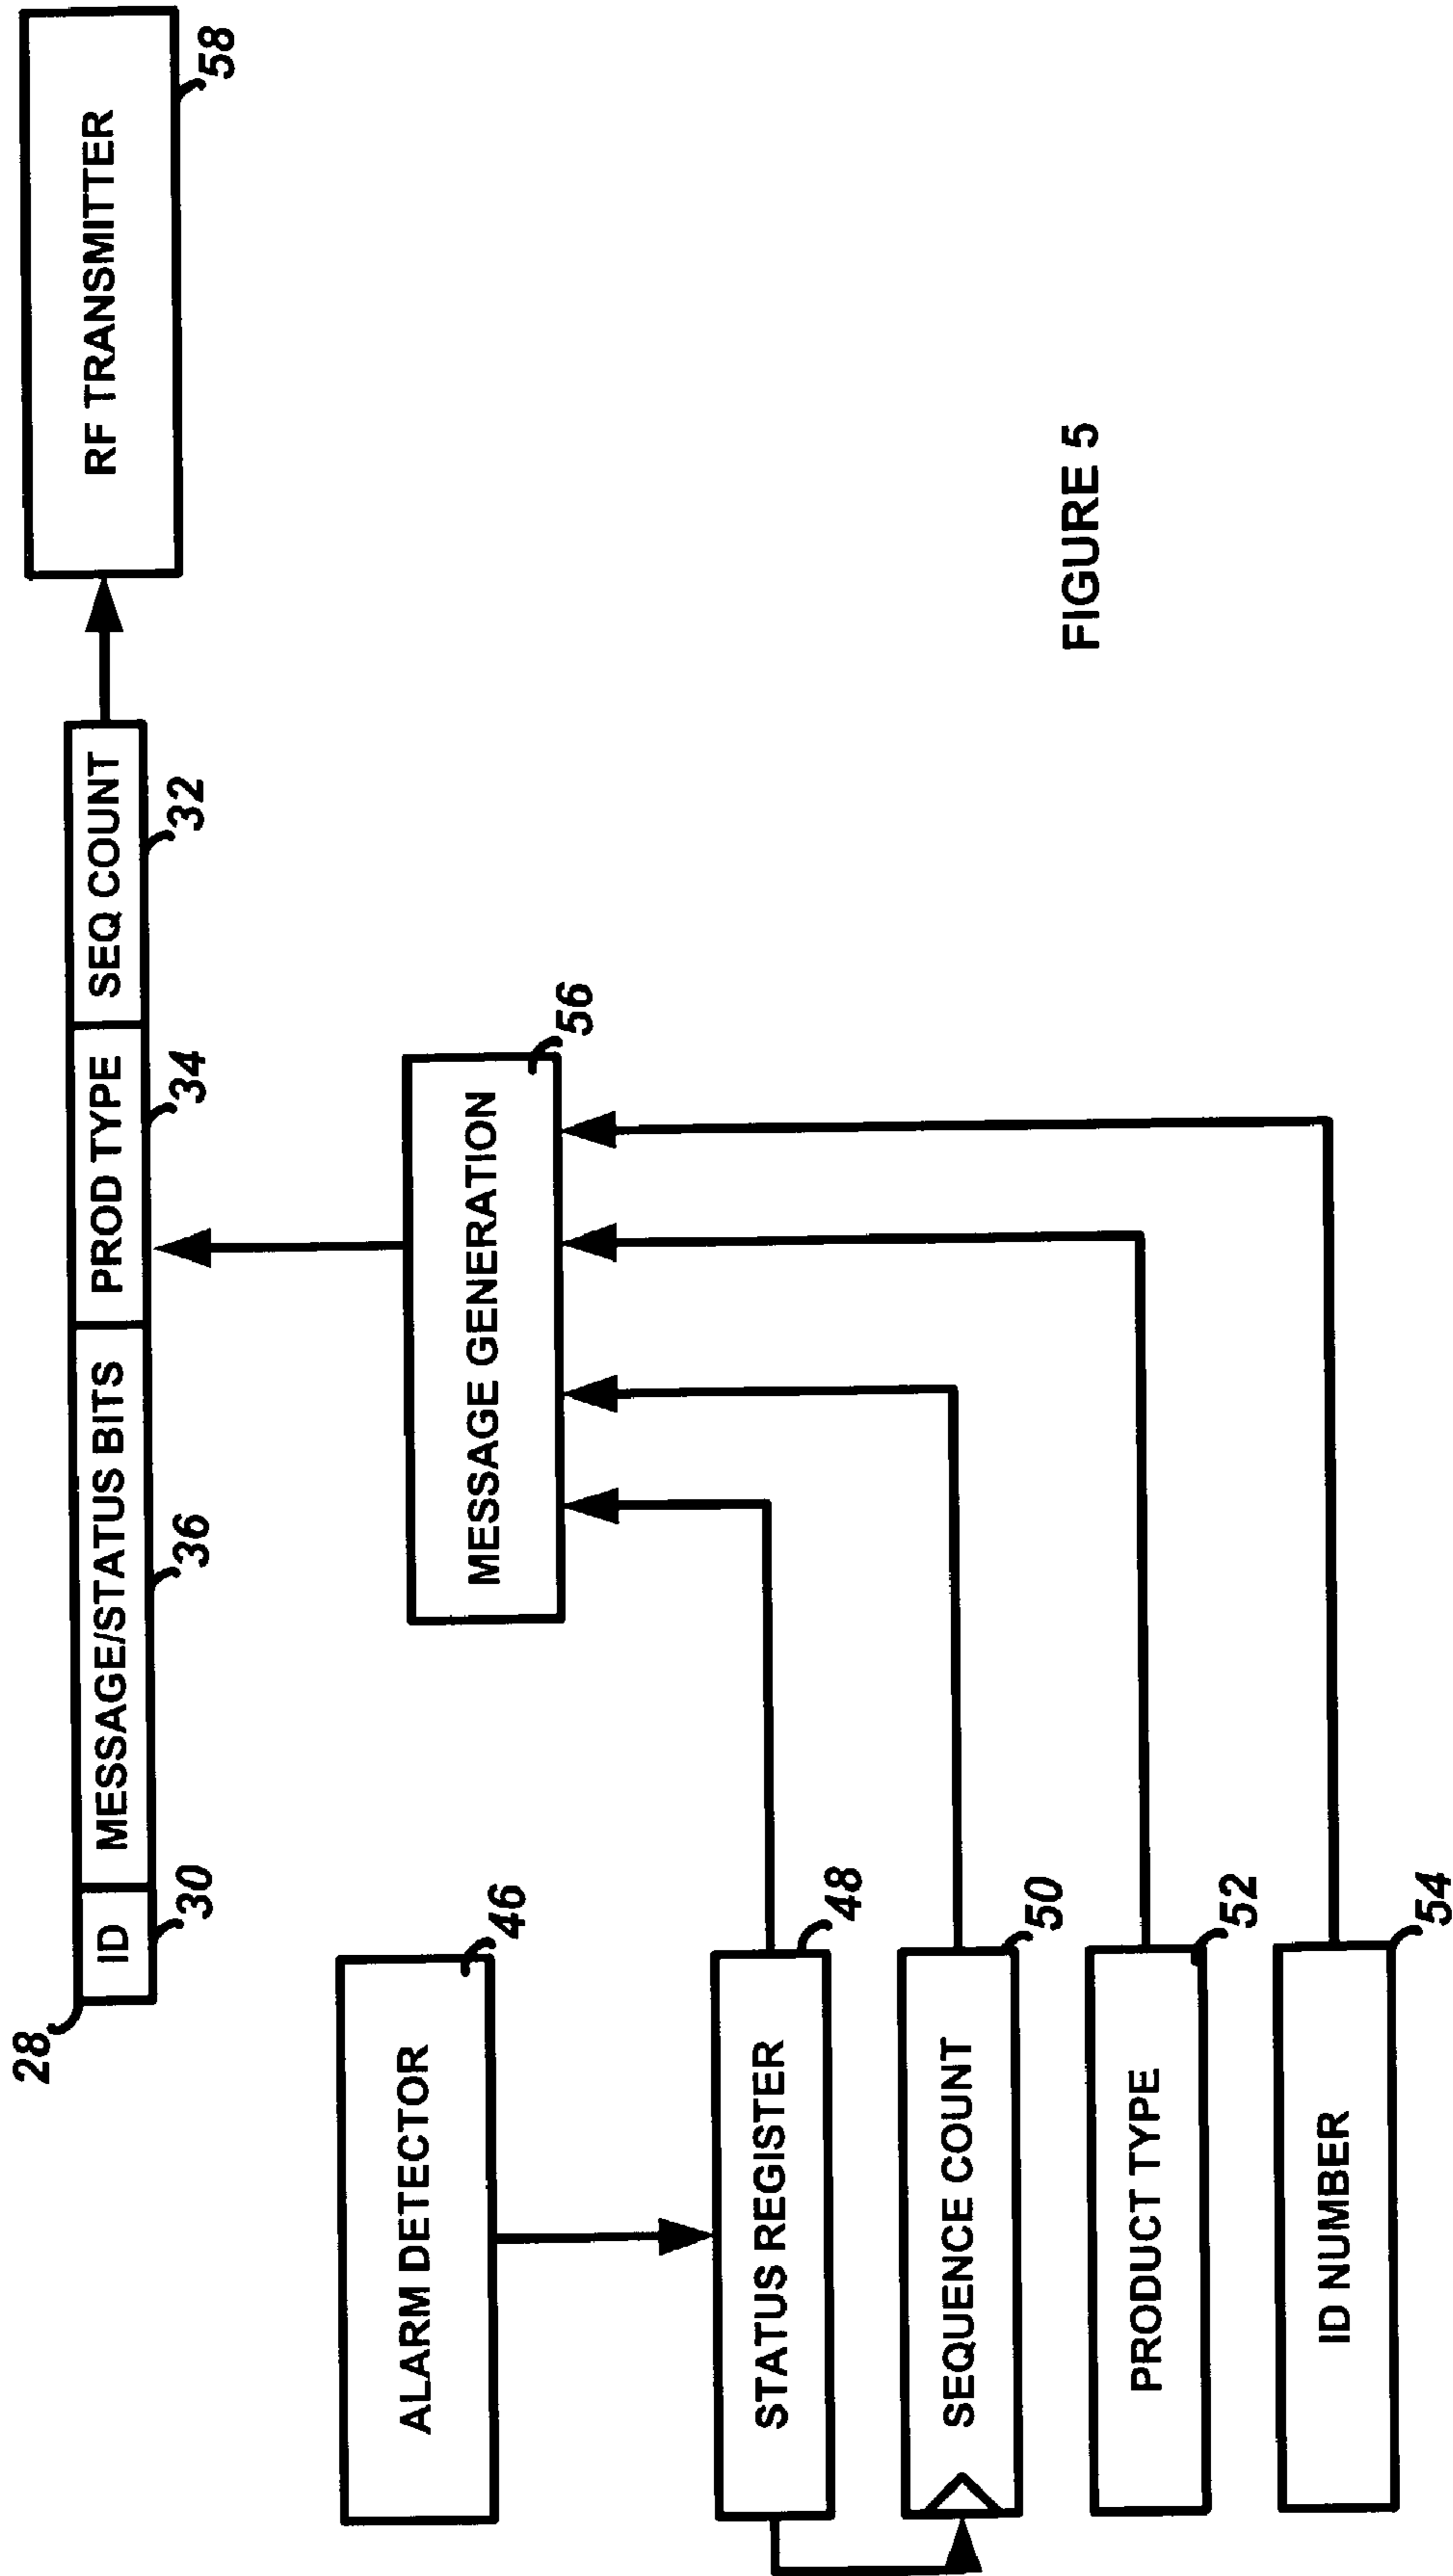 28
ID
MESSAGE/STATUS BITS
PROD TYPE
SEQ COUNT
RF TRANSMITTER
30
36
34
32
58
ALARM DETECTOR
46
MESSAGE GENERATION
56
STATUS REGISTER
48
SEQUENCE COUNT
50
PRODUCT TYPE
52
ID NUMBER
54
FIGURE 5